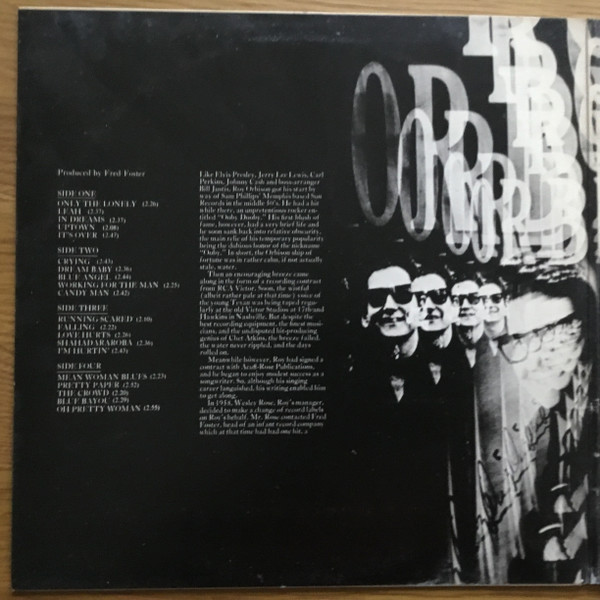 Produced by Fred Foster
SIDE ONE
ONLY THE LONELY (2.26)
LEAH (2.37)
IN DREAMS (2.37)
UPTOWN (2.08)
IT'S OVER (2.47)
SIDE TWO
CRYING (2.45)
DREAM BABY (2.36)
BLUE ANGEL (2.44)
WORKING FOR THE MAN (2.25)
CANDY MAN (2.42)
SIDE THREE
RUNNING SCARED (2.10)
FALLING (2.22)
LOVE HURTS (2.26)
SHAHADARAROBA (2.36)
I'M HURTIN' (2.43)
SIDE FOUR
MEAN WOMAN BLUES (2.23)
PRETTY PAPER (2.42)
THE CROWD (2.20)
BLUE BAYOU (2.29)
OH PRETTY WOMAN (2.55)
Like Elvis Presley, Jerry Lee Lewis, Carl
Perkins, Johnny Cash and boss-arranger
Bill Justis, Roy Orbison got his start by
way of Sam Phillips' Memphis based Sun
Records in the middle 50's. He had a hit
while there, an unpretentious rocker en-
titled "Ooby Dooby." His first blush of
fame, however, had a very brief life and
he soon sank back into relative obscurity,
the main relic of his temporary popularity
being the dubious honor of the nickname
"Ooby." In short, the Orbison ship of
fortune was in rather calm, if not actually
stale, water.
Then an encouraging breeze came
along in the form of a recording contract
from RCA Victor. Soon, the wistful
(albeit rather pale at that time) voice of
the young Texan was being taped regu-
larly at the old Victor Studios at 17th and
Hawkins in Nashville. But despite the
best recording equipment, the finest musi-
cians, and the undisputed hit-producing
genius of Chet Atkins, the breeze failed,
the water never rippled, and the days
rolled on.
Meanwhile however, Roy had signed a
contract with Acuff-Rose Publications,
and he began to enjoy modest success as a
songwriter. So, although his singing
career languished, his writing enabled him
to get along.
In 1958, Wesley Rose, Roy's manager,
decided to make a change of record labels
on Roy's behalf. Mr. Rose contacted Fred
Foster, head of an infant record company
which at that time had had one hit, a